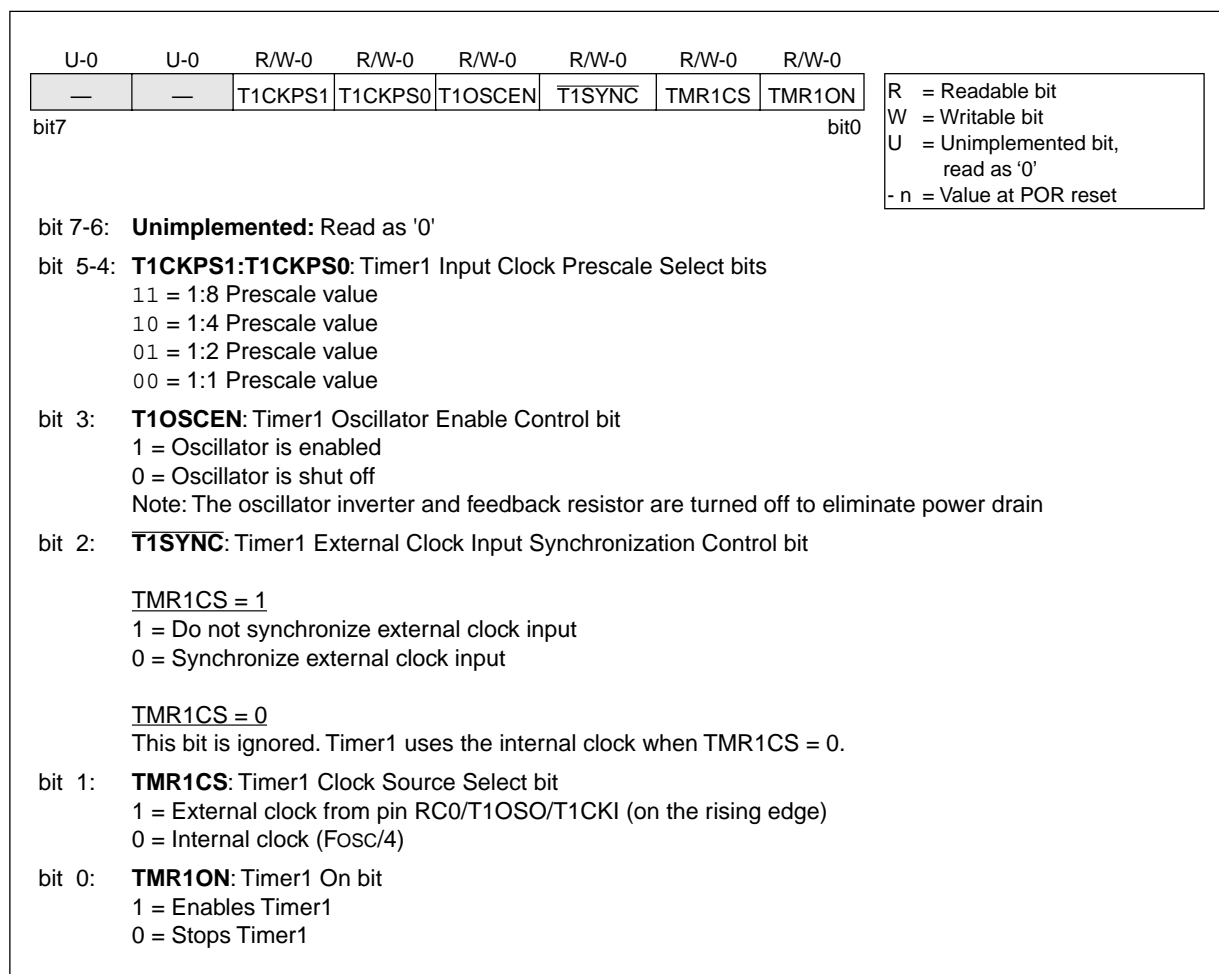 U-0 U-0 R/W-0 R/W-0 R/W-0 R/W-0 R/W-0 R/W-0
— — T1CKPS1 T1CKPS0 T1OSCEN T1SYNC TMR1CS TMR1ON
bit7 bit0
R = Readable bit
W = Writable bit
U = Unimplemented bit,
read as ‘0’
- n = Value at POR reset
bit 7-6: Unimplemented: Read as '0'
bit 5-4: T1CKPS1:T1CKPS0: Timer1 Input Clock Prescale Select bits
11 = 1:8 Prescale value
10 = 1:4 Prescale value
01 = 1:2 Prescale value
00 = 1:1 Prescale value
bit 3: T1OSCEN: Timer1 Oscillator Enable Control bit
1 = Oscillator is enabled
0 = Oscillator is shut off
Note: The oscillator inverter and feedback resistor are turned off to eliminate power drain
bit 2: T1SYNC: Timer1 External Clock Input Synchronization Control bit
TMR1CS = 1
1 = Do not synchronize external clock input
0 = Synchronize external clock input
TMR1CS = 0
This bit is ignored. Timer1 uses the internal clock when TMR1CS = 0.
bit 1: TMR1CS: Timer1 Clock Source Select bit
1 = External clock from pin RC0/T1OSO/T1CKI (on the rising edge)
0 = Internal clock (FOSC/4)
bit 0: TMR1ON: Timer1 On bit
1 = Enables Timer1
0 = Stops Timer1